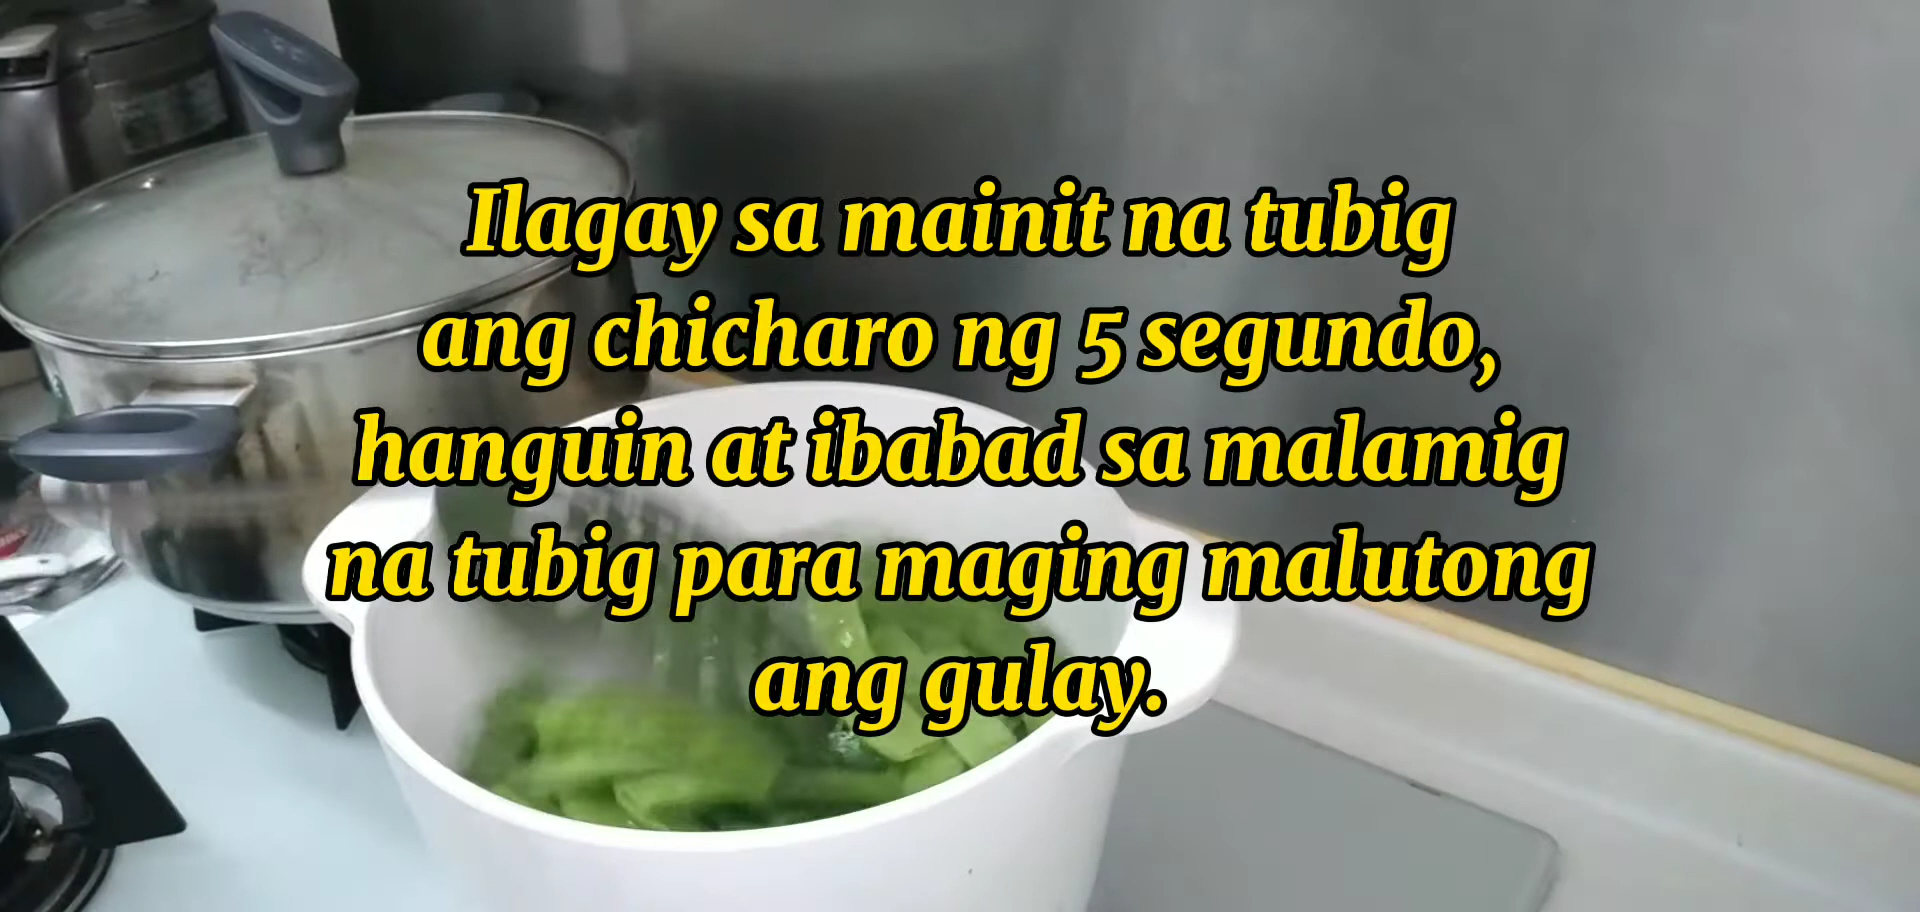 Ilagay sa mainit na tubig
ang chicharo ng 5 segundo,
hanguin at ibabad sa malamig
na tubig para maging malutong
ang gulay.